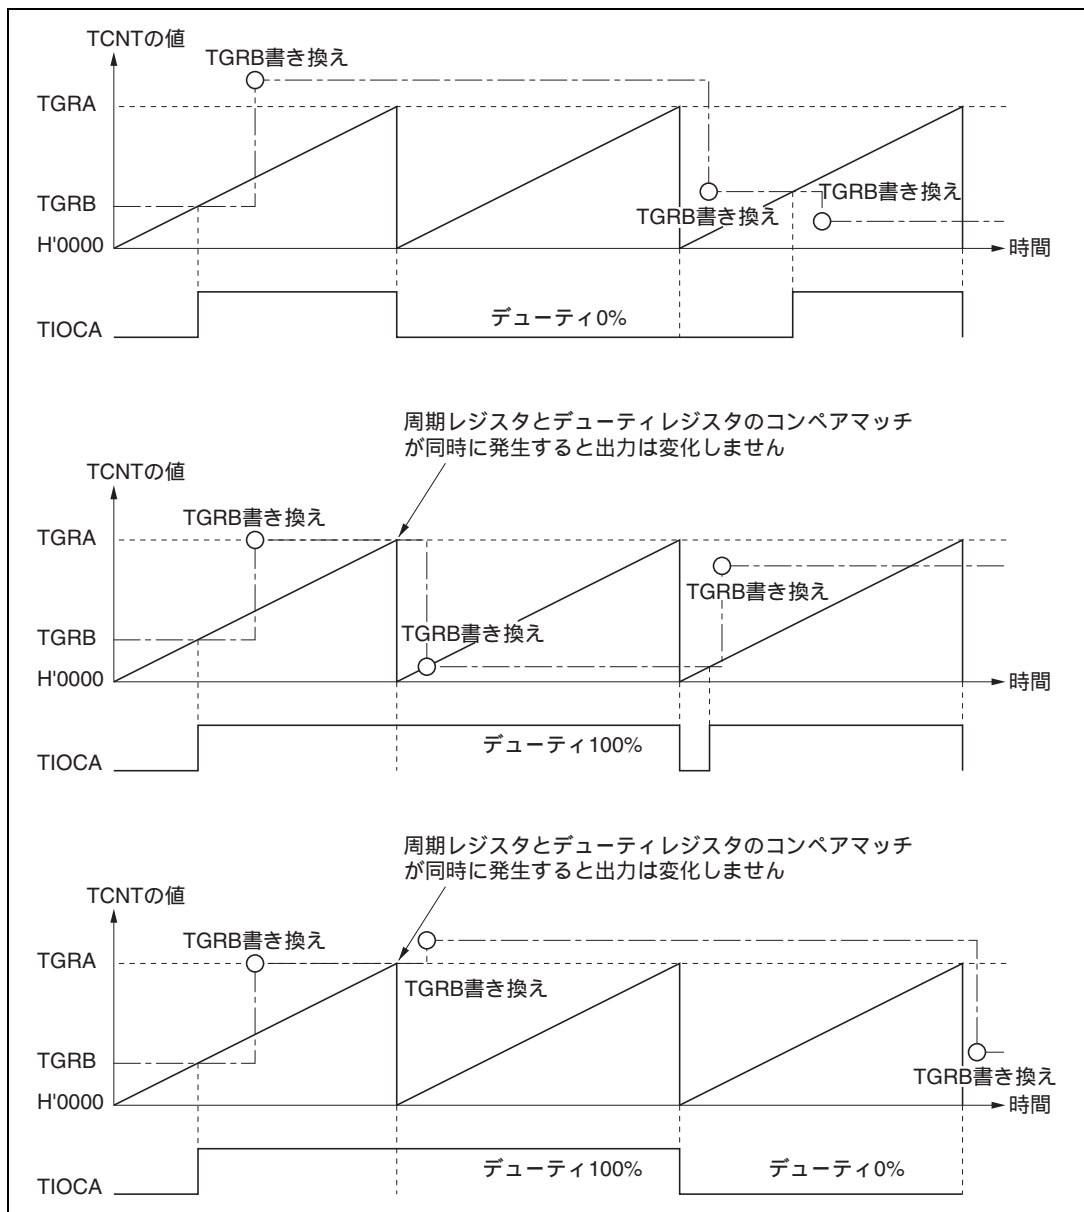 TCNTの値
TGRB書き換え
TGRA
TGRB
TGRB書き換え
TGRB書き換え
H'0000
時間
デューティ0%
TIOCA
周期レジスタとデューティレジスタのコンペアマッチ
が同時に発生すると出力は変化しません
TCNTの値
TGRB書き換え
TGRA
TGRB書き換え
TGRB
TGRB書き換え
H'0000
時間
デューティ100%
TIOCA
周期レジスタとデューティレジスタのコンペアマッチ
が同時に発生すると出力は変化しません
TCNTの値
TGRB書き換え
TGRA
TGRB書き換え
TGRB
TGRB書き換え
H'0000
時間
デューティ100%
デューティ0%
TIOCA